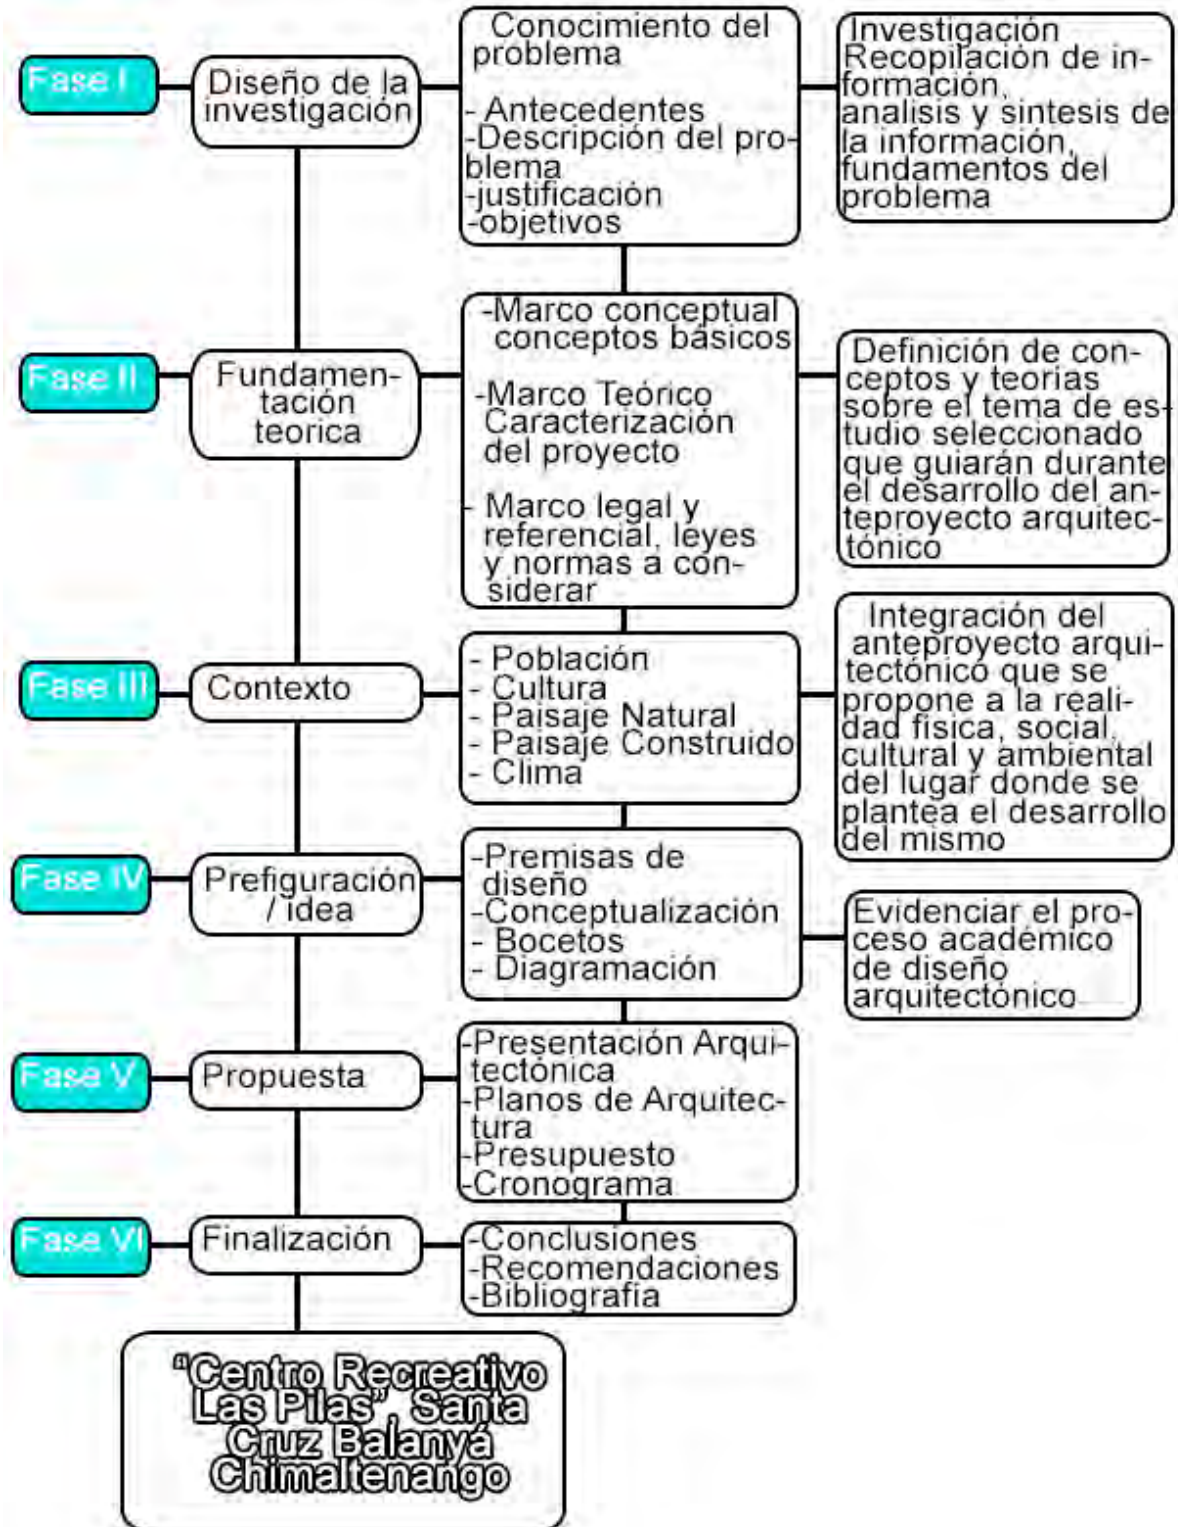 Fase I
Diseño de la
investigación
Conocimiento del
problema
- Antecedentes
-Descripción del pro-
blema
-justificación
-objetivos
Investigación
Recopilación de in-
formación,
analisis y sintesis de
la información,
fundamentos del
problema
Fase II
Fundamen-
tación
teorica
-Marco conceptual
conceptos básicos
-Marco Teórico
Caracterización
del proyecto
- Marco legal y
referencial, leyes
y normas a con-
siderar
Definición de con-
ceptos y teorias
sobre el tema de es-
tudio seleccionado
que guiarán durante
el desarrollo del an-
teproyecto arquitec-
tónico
Fase III
Contexto
- Población
- Cultura
- Paisaje Natural
- Paisaje Construido
- Clima
Integración del
anteproyecto arqui-
tectónico que se
propone a la reali-
dad fisica, social,
cultural y ambiental
del lugar donde se
plantea el desarrollo
del mismo
Fase IV
Prefiguración
/ idea
-Premisas de
diseño
-Conceptualización
- Bocetos
- Diagramación
Evidenciar el pro-
ceso académico
de diseño
arquitectónico
Fase V
Propuesta
-Presentación Arqui-
tectónica
-Planos de Arquitec-
tura
-Presupuesto
-Cronograma
Fase VI
Finalización
-Conclusiones
-Recomendaciones
-Bibliografia
"Centro Recreativo
Las Pilas", Santa
Cruz Balanyá
Chimaltenango